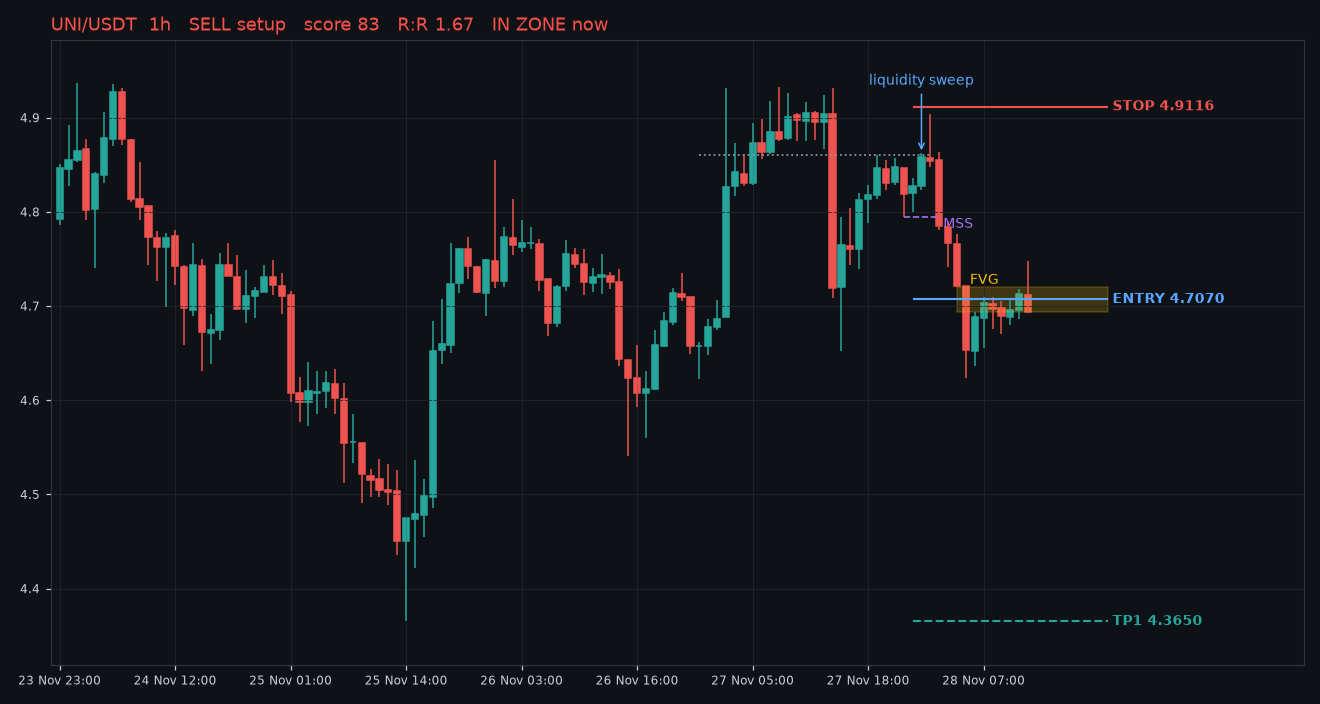 UNI/USDT 1h SELL setup score 83 R:R 1.67 IN ZONE now
liquidity sweep
STOP 4.9116
MSS
FVG
ENTRY 4.7070
TP1 4.3650
4.9
4.8
4.7
4.6
4.5
4.4
23 Nov 23:00 24 Nov 12:00 25 Nov 01:00 25 Nov 14:00 26 Nov 03:00 26 Nov 16:00 27 Nov 05:00 27 Nov 18:00 28 Nov 07:00